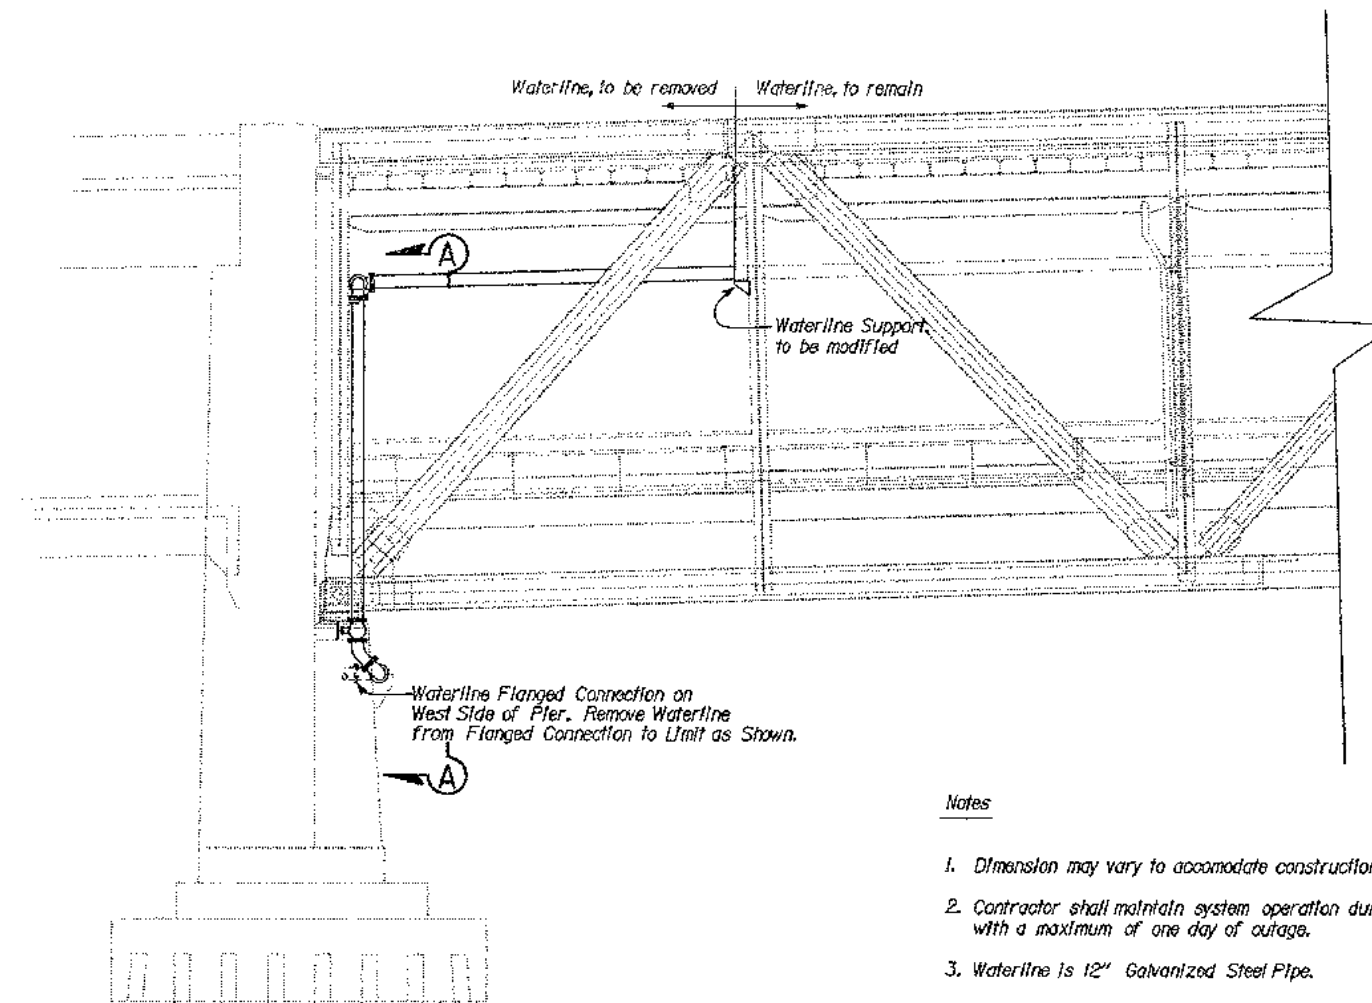 Waterline, to be removed
Waterline, to remain
A
Waterline Support,
to be modified
Waterline Flanged Connection on
West Side of Pier. Remove Waterline
from Flanged Connection to Limit as Shown.
A
Notes
1. Dimension may vary to accomodate construction
2. Contractor shall maintain system operation du
with a maximum of one day of outage.
3. Waterline is 12" Galvanized Steel Pipe.